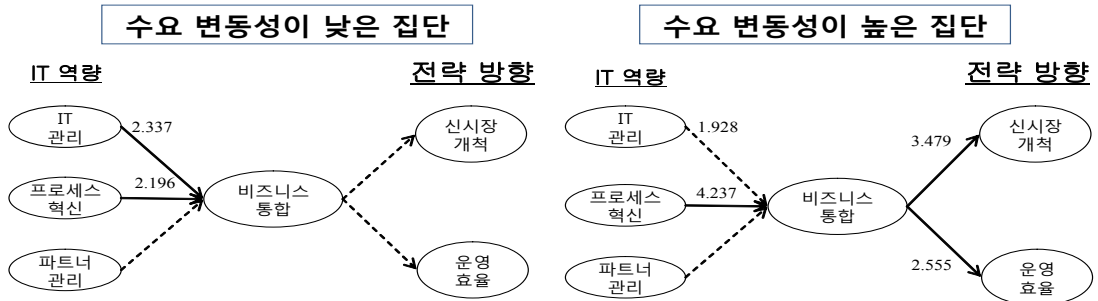 수요 변동성이 낮은 집단
IT 역량
전략 방향
IT
관리
2.337
신시장
개척
프로세스
혁신
2.196
비즈니스
통합
파트너
관리
운영
효율
수요 변동성이 높은 집단
IT 역량
전략 방향
IT
관리
1.928
3.479
신시장
개척
프로세스
혁신
4.237
비즈니스
통합
파트너
관리
2.555
운영
효율